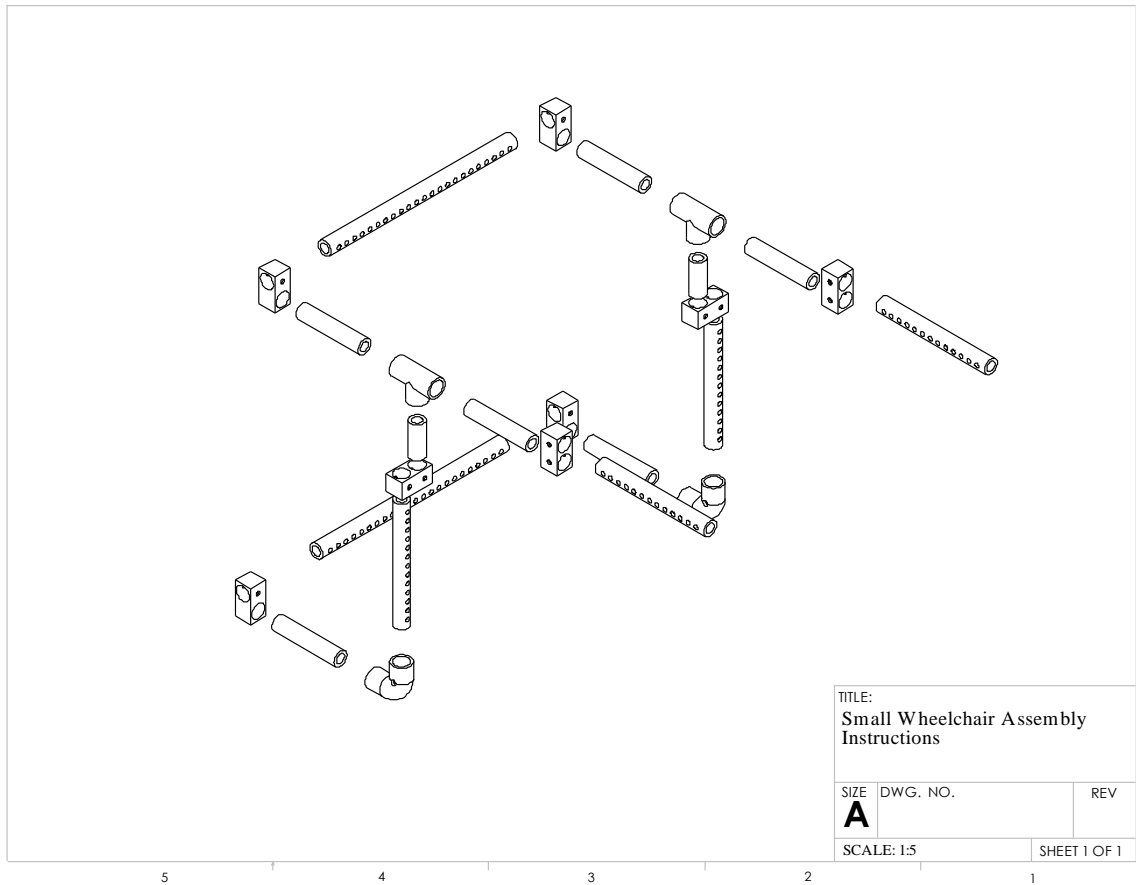 TITLE:
Small Wheelchair Assembly
Instructions
SIZE DWG. NO. REV
A
SCALE: 1:5 SHEET 1 OF 1
5 4 3 2 1